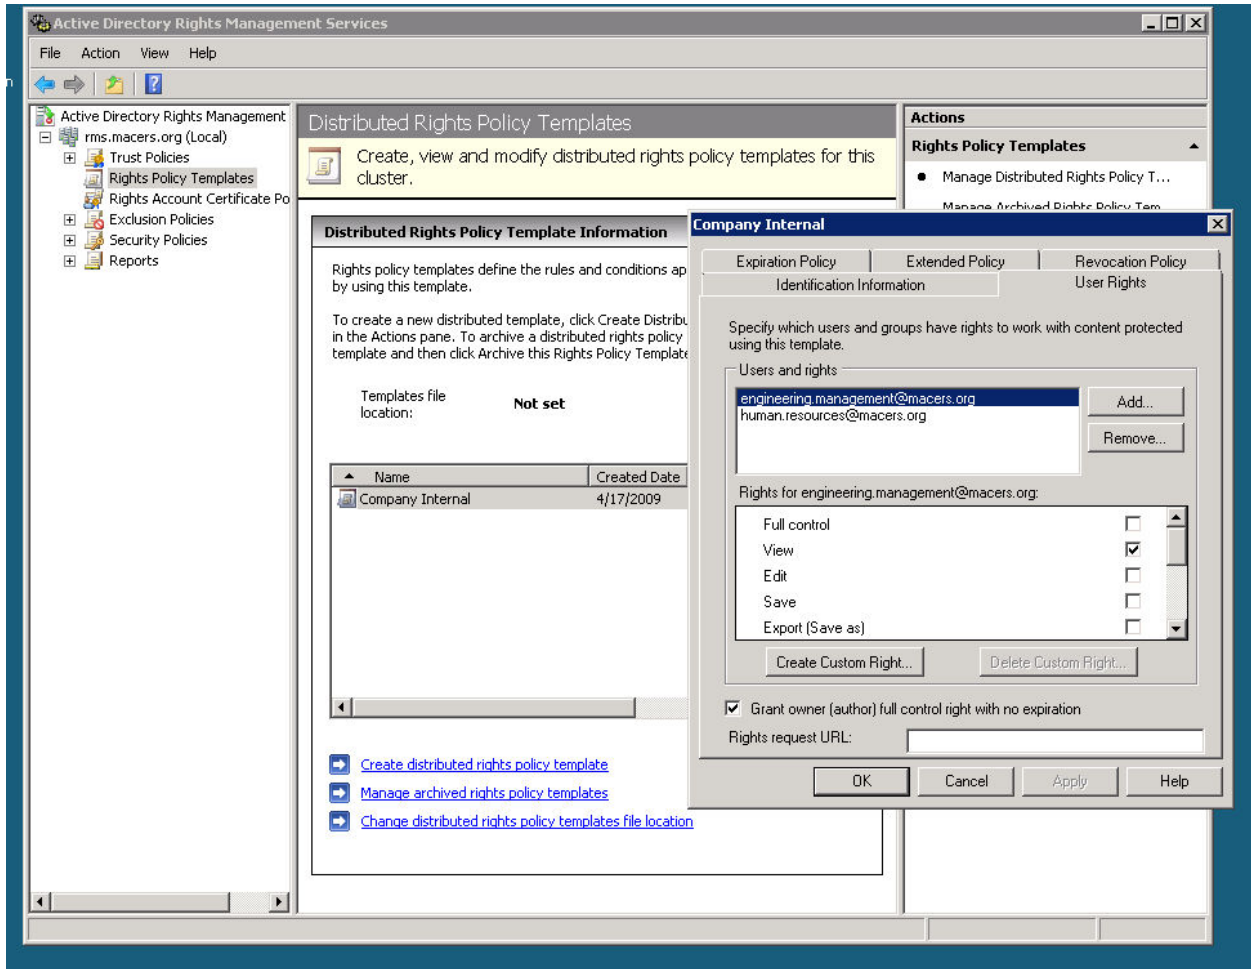 n
Active Directory Rights Management Services
File Action View Help
Active Directory Rights Management
rms.macers.org (Local)
Trust Policies
Rights Policy Templates
Rights Account Certificate Po
Exclusion Policies
Security Policies
Reports
Distributed Rights Policy Templates
Create, view and modify distributed rights policy templates for this
cluster.
Distributed Rights Policy Template Information
Rights policy templates define the rules and conditions ap
by using this template.
To create a new distributed template, click Create Distribu
in the Actions pane. To archive a distributed rights policy
template and then click Archive this Rights Policy Template
Templates file
location:
Not set
Name Created Date
Company Internal 4/17/2009
Create distributed rights policy template
Manage archived rights policy templates
Change distributed rights policy templates file location
Actions
Rights Policy Templates
Manage Distributed Rights Policy T...
Manage Archived Rights Policy Tem
Company Internal
Expiration Policy Extended Policy Revocation Policy
Identification Information User Rights
Specify which users and groups have rights to work with content protected
using this template.
Users and rights
engineering.management@macers.org
human.resources@macers.org
Add...
Remove...
Rights for engineering.management@macers.org:
Full control
View
Edit
Save
Export (Save as)
Create Custom Right... Delete Custom Right...
Grant owner (author) full control right with no expiration
Rights request URL:
OK Cancel Apply Help